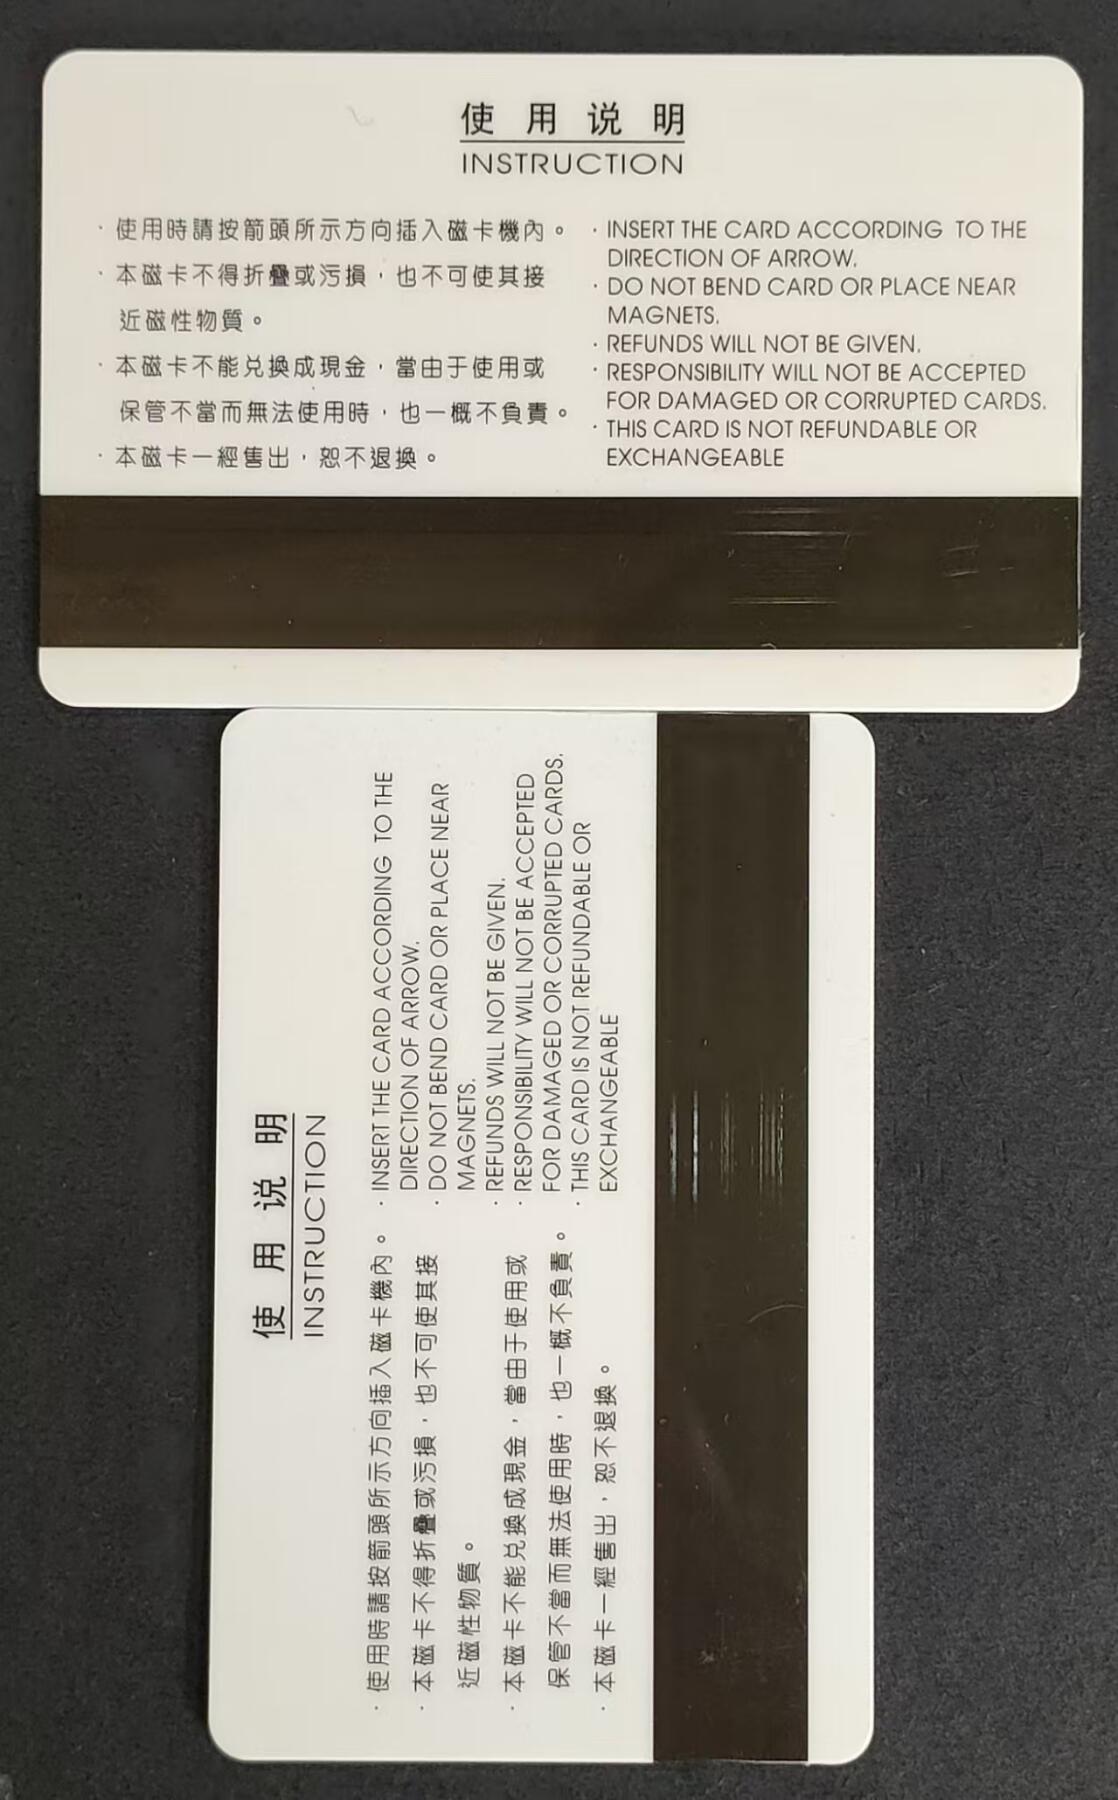 使用说明
INSTRUCTION
·使用時請按箭頭所示方向插入磁卡機內。
·本磁卡不得折疊或污損，也不可使其接
近磁性物質。
·本磁卡不能兑換成現金，當由于使用或
保管不當而無法使用時，也一概不負責。
·本磁卡一經售出，恕不退換。
· INSERT THE CARD ACCORDING TO THE
DIRECTION OF ARROW.
· DO NOT BEND CARD OR PLACE NEAR
MAGNETS.
· REFUNDS WILL NOT BE GIVEN.
· RESPONSIBILITY WILL NOT BE ACCEPTED
FOR DAMAGED OR CORRUPTED CARDS.
· THIS CARD IS NOT REFUNDABLE OR
EXCHANGEABLE
使用说明
INSTRUCTION
·使用時請按箭頭所示方向插入磁卡機內。
·本磁卡不得折疊或污損，也不可使其接
近磁性物質。
·本磁卡不能兑換成現金，當由于使用或
保管不當而無法使用時，也一概不負責。
·本磁卡一經售出，恕不退換。
· INSERT THE CARD ACCORDING TO THE
DIRECTION OF ARROW.
· DO NOT BEND CARD OR PLACE NEAR
MAGNETS.
· REFUNDS WILL NOT BE GIVEN.
· RESPONSIBILITY WILL NOT BE ACCEPTED
FOR DAMAGED OR CORRUPTED CARDS.
· THIS CARD IS NOT REFUNDABLE OR
EXCHANGEABLE